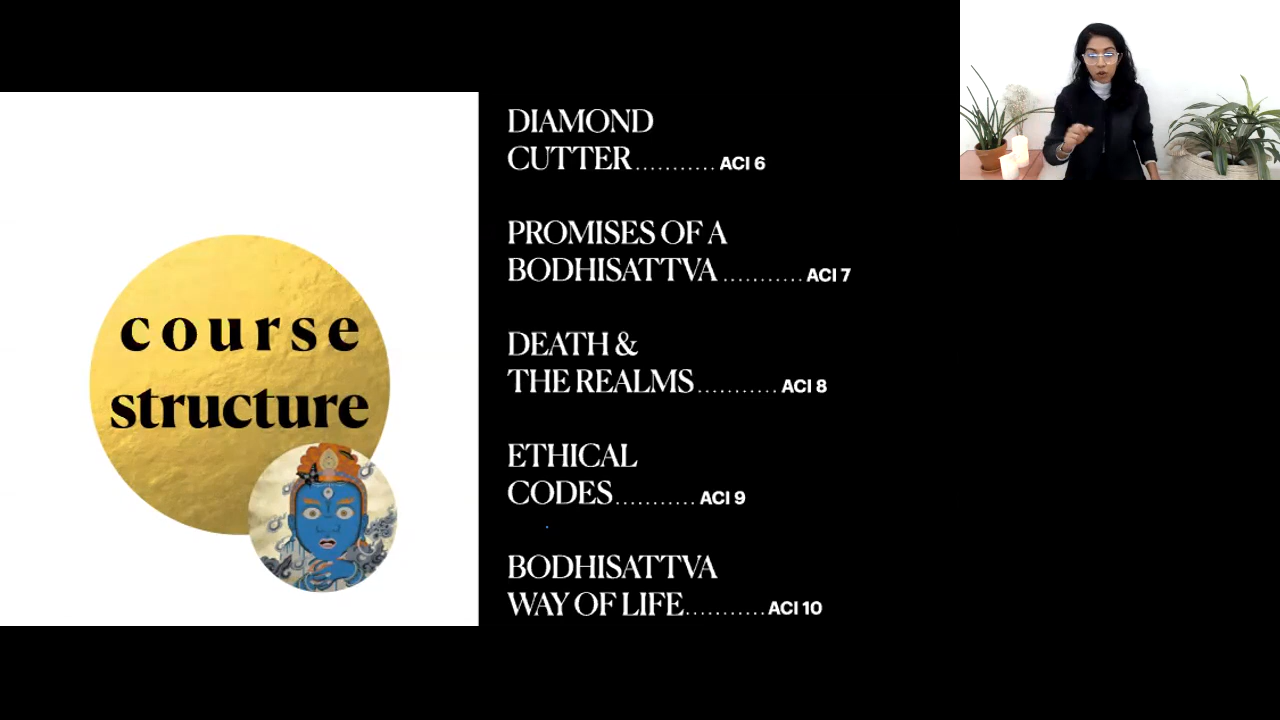 course
structure
DIAMOND
CUTTER...........ACI 6
PROMISES OF A
BODHISATTVA...........ACI 7
DEATH &
THE REALMS...........ACI 8
ETHICAL
CODES...........ACI 9
BODHISATTVA
WAY OF LIFE...........ACI 10